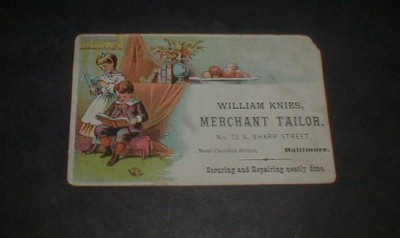 WILLIAM KNIES,
MERCHANT TAILOR,
No. 72 S. SHARP STREET,
Near Camden Street, Baltimore.
Scouring and Repairing neatly done.